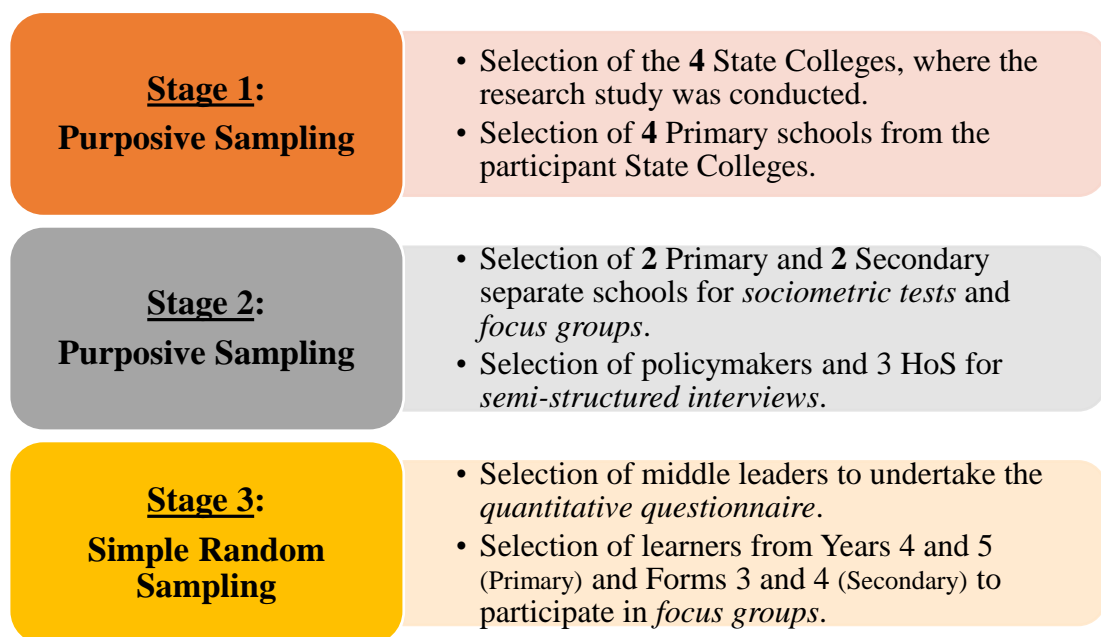 Stage 1:
Purposive Sampling
• Selection of the 4 State Colleges, where the
research study was conducted.
• Selection of 4 Primary schools from the
participant State Colleges.
Stage 2:
Purposive Sampling
• Selection of 2 Primary and 2 Secondary
separate schools for sociometric tests and
focus groups.
• Selection of policymakers and 3 HoS for
semi-structured interviews.
Stage 3:
Simple Random
Sampling
• Selection of middle leaders to undertake the
quantitative questionnaire.
• Selection of learners from Years 4 and 5
(Primary) and Forms 3 and 4 (Secondary) to
participate in focus groups.